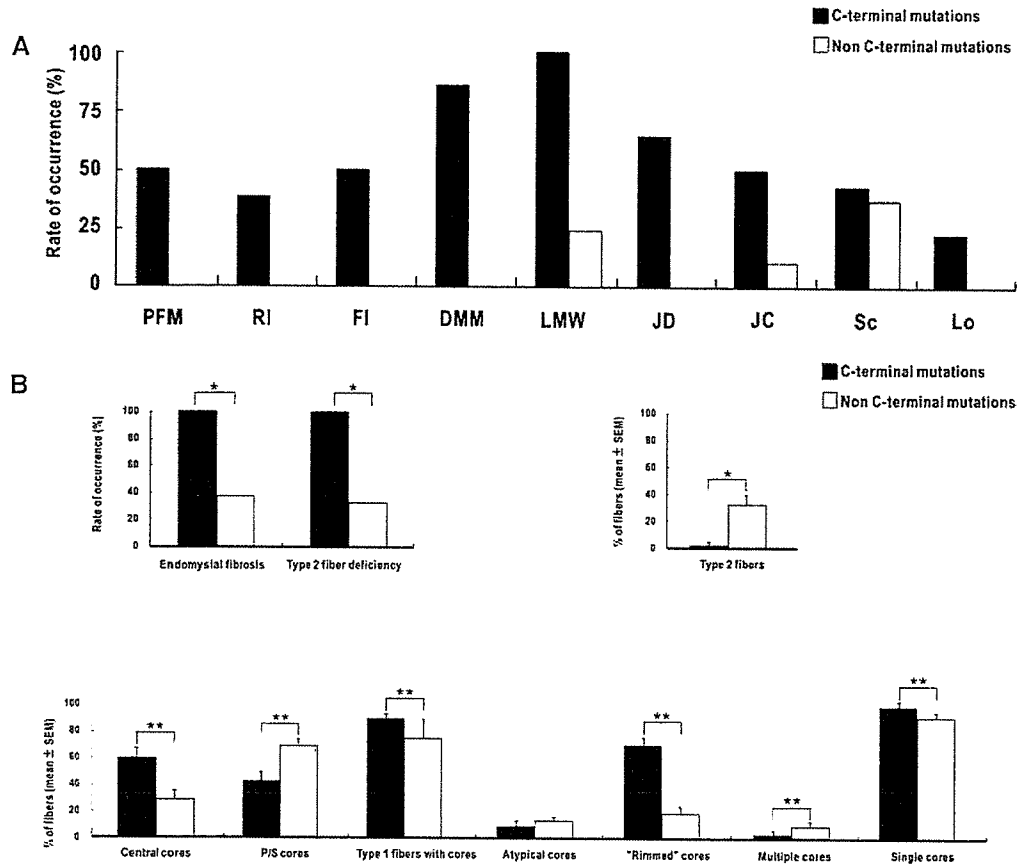 C-terminal mutations
Non C-terminal mutations
A
Rate of occurrence (%)
100
75
50
25
0
PFM RI FI DMM LMW JD JC Sc Lo
B
C-terminal mutations
Non C-terminal mutations
Rate of occurrence (%)
100
80
60
40
20
0
* *
Endomysial fibrosis Type 2 fiber deficiency
% of fibers (mean ± SEM)
100
80
60
40
20
0
*
Type 2 fibers
% of fibers (mean ± SEM)
100
80
60
40
20
0
** ** ** ** ** **
Central cores P/S cores Type 1 fibers with cores Atypical cores "Rimmed" cores Multiple cores Single cores